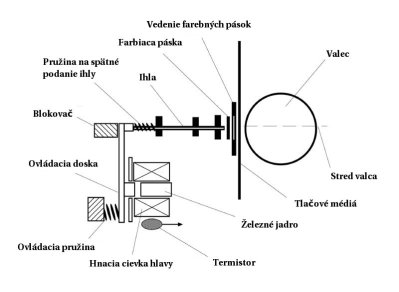 Vedenie farebných pások
Farbiaca páska
Valec
Pružina na spätné
podanie ihly
Ihla
Blokovač
Ovládacia doska
Stred valca
Tlačové médiá
Železné jadro
Ovládacia pružina
Hnacia cievka hlavy
Termistor